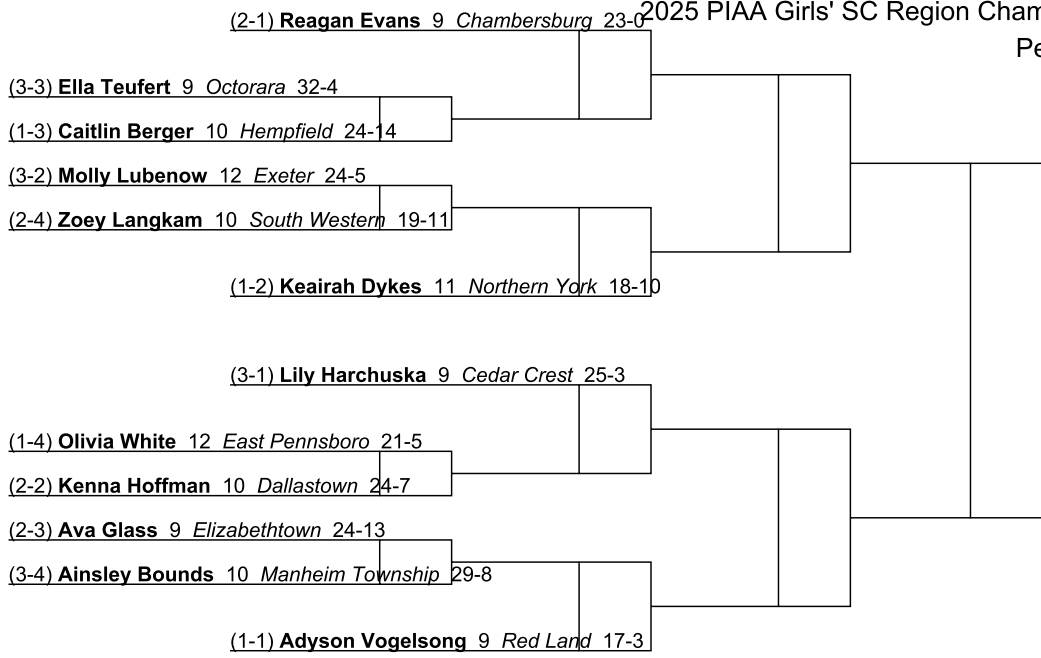 2025 PIAA Girls' SC Region Cham
Pe
(2-1) Reagan Evans 9 Chambersburg 23-0
(3-3) Ella Teufert 9 Octorara 32-4
(1-3) Caitlin Berger 10 Hempfield 24-14
(3-2) Molly Lubenow 12 Exeter 24-5
(2-4) Zoey Langkam 10 South Western 19-11
(1-2) Keairah Dykes 11 Northern York 18-10
(3-1) Lily Harchuska 9 Cedar Crest 25-3
(1-4) Olivia White 12 East Pennsboro 21-5
(2-2) Kenna Hoffman 10 Dallastown 24-7
(2-3) Ava Glass 9 Elizabethtown 24-13
(3-4) Ainsley Bounds 10 Manheim Township 29-8
(1-1) Adyson Vogelsong 9 Red Land 17-3